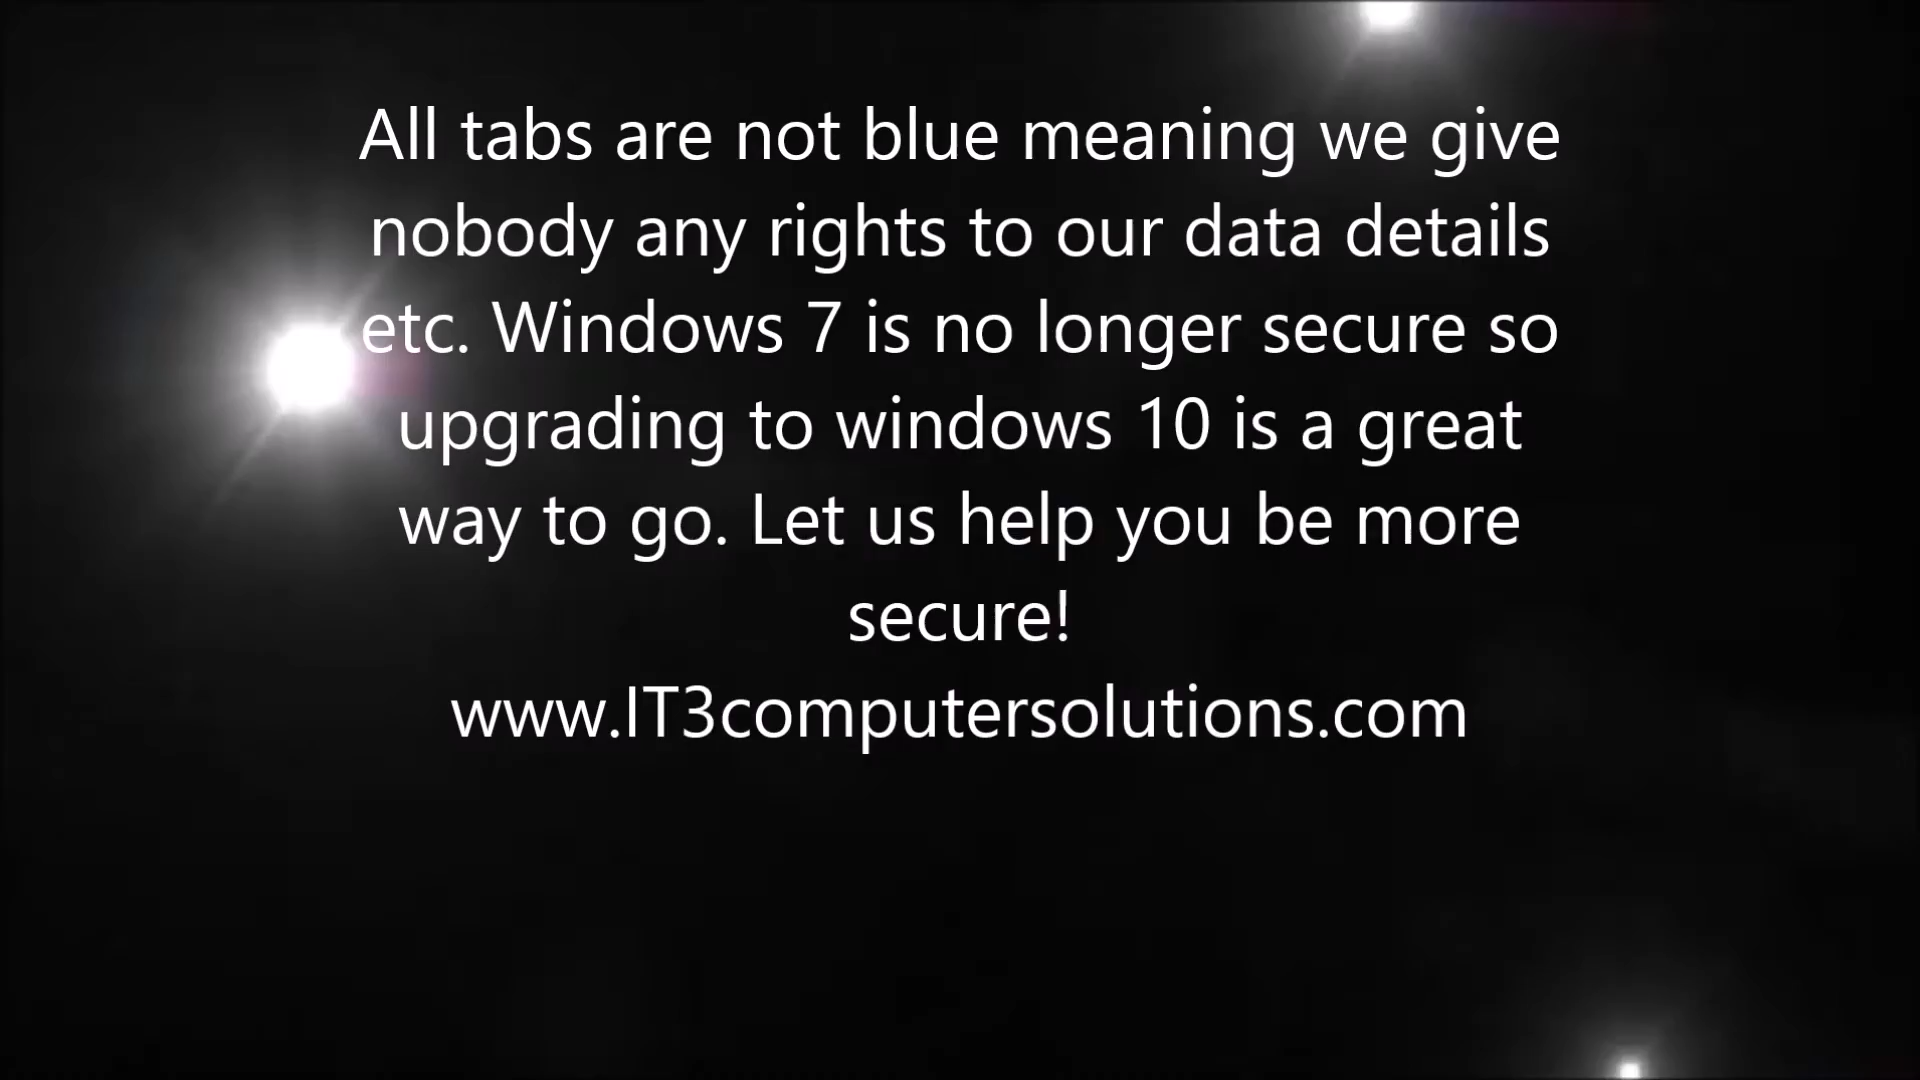 All tabs are not blue meaning we give
nobody any rights to our data details
etc. Windows 7 is no longer secure so
upgrading to windows 10 is a great
way to go. Let us help you be more
secure!
www.IT3computersolutions.com